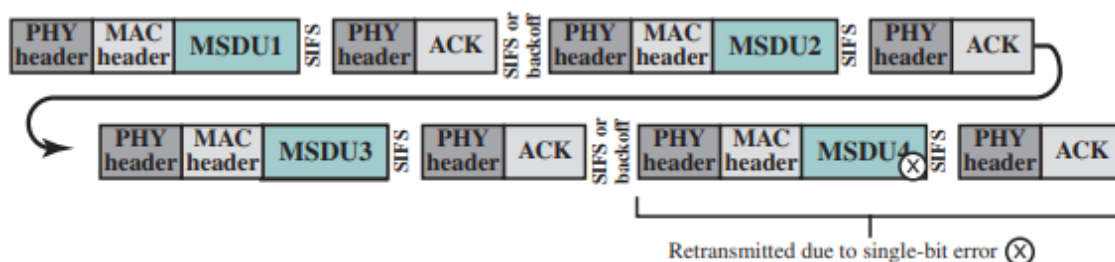 PHY header MAC header MSDU1 SIFS PHY header ACK SIFS or backoff PHY header MAC header MSDU2 SIFS PHY header ACK
PHY header MAC header MSDU3 SIFS PHY header ACK SIFS or backoff PHY header MAC header MSDU4 X SIFS PHY header ACK
Retransmitted due to single-bit error X